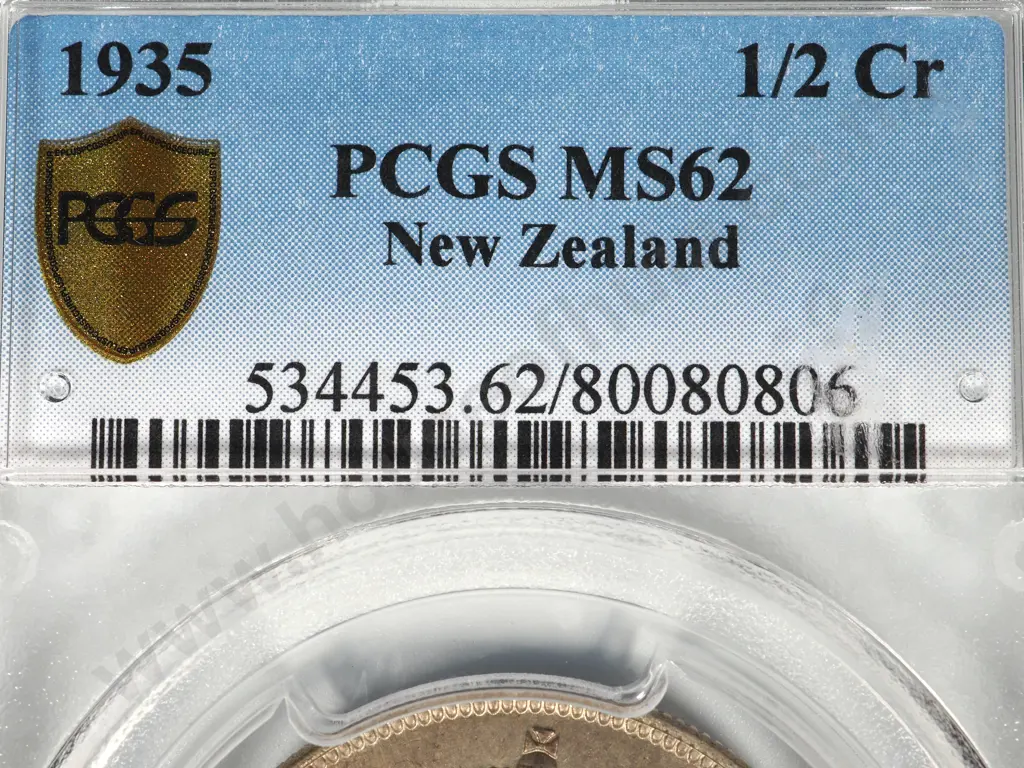 1935 1/2 Cr
PCGS MS62
New Zealand
PCGS
534453.62/80080806